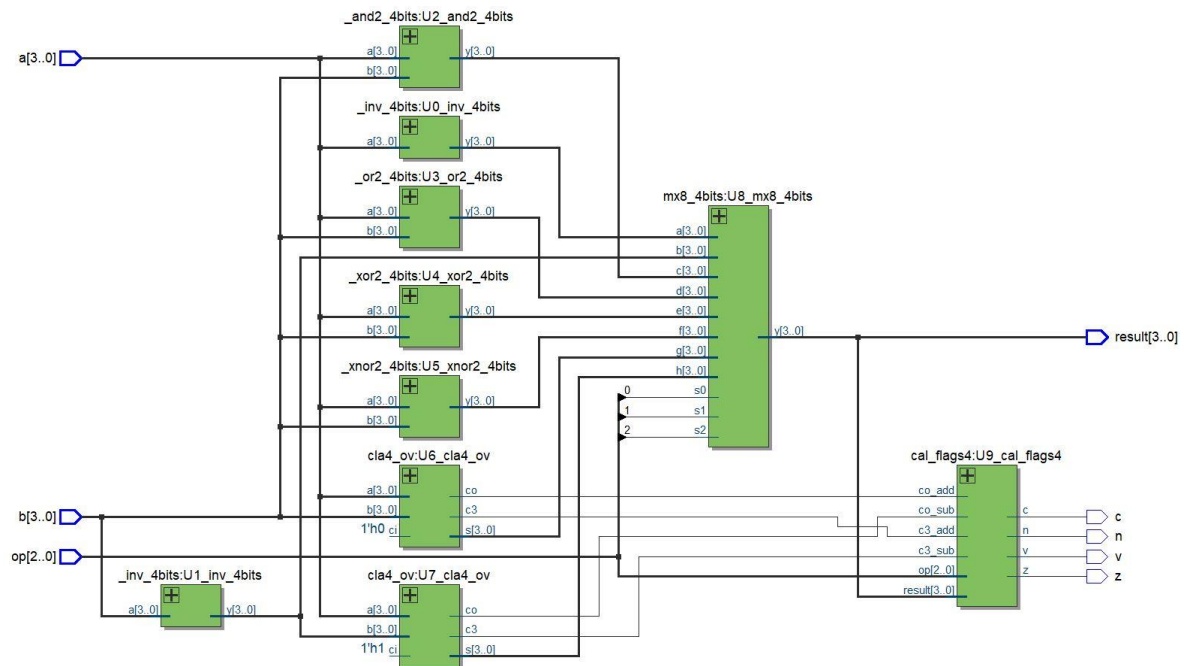 _and2_4bits:U2_and2_4bits
a[3..0]
a[3..0]
b[3..0]
y[3..0]
_inv_4bits:U0_inv_4bits
a[3..0]
y[3..0]
_or2_4bits:U3_or2_4bits
a[3..0]
b[3..0]
y[3..0]
_xor2_4bits:U4_xor2_4bits
a[3..0]
b[3..0]
y[3..0]
_xnor2_4bits:U5_xnor2_4bits
a[3..0]
b[3..0]
y[3..0]
cla4_ov:U6_cla4_ov
a[3..0]
b[3..0]
1'h0 ci
co
c3
s[3..0]
b[3..0]
op[2..0]
_inv_4bits:U1_inv_4bits
a[3..0]
y[3..0]
cla4_ov:U7_cla4_ov
a[3..0]
b[3..0]
1'h1 ci
co
c3
s[3..0]
mx8_4bits:U8_mx8_4bits
a[3..0]
b[3..0]
c[3..0]
d[3..0]
e[3..0]
f[3..0]
g[3..0]
h[3..0]
0 s0
1 s1
2 s2
y[3..0]
result[3..0]
cal_flags4:U9_cal_flags4
co_add
co_sub
c3_add
c3_sub
op[2..0]
result[3..0]
c
n
v
z
c
n
v
z